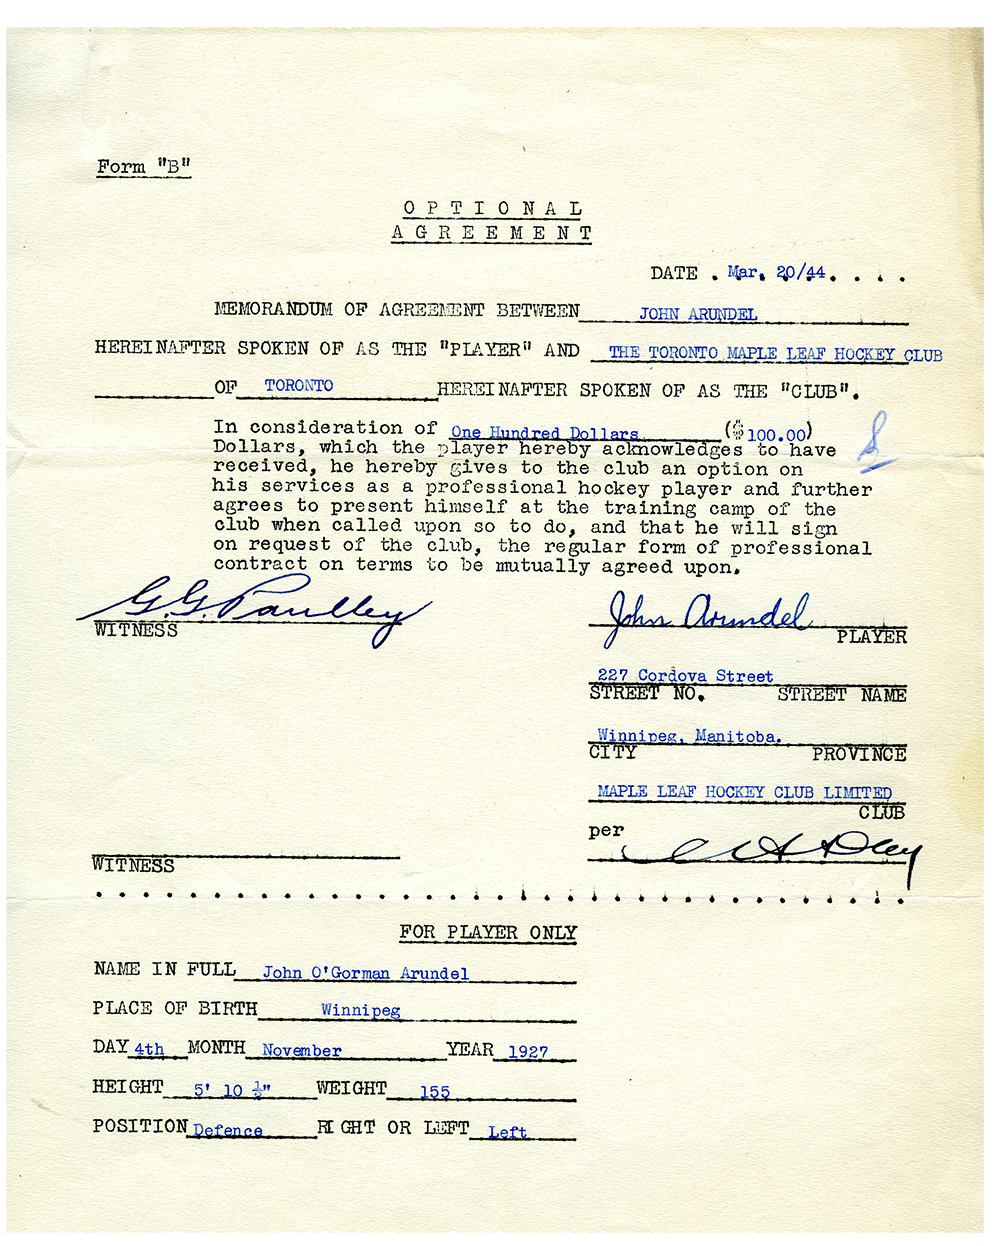 Form "B"
OPTIONAL
AGREEMENT
DATE . Mar. 20/44. . . . .
MEMORANDUM OF AGREEMENT BETWEEN JOHN ARUNDEL
HEREINAFTER SPOKEN OF AS THE "PLAYER" AND THE TORONTO MAPLE LEAF HOCKEY CLUB
OF TORONTO HEREINAFTER SPOKEN OF AS THE "CLUB".
In consideration of One Hundred Dollars ($100.00)
Dollars, which the player hereby acknowledges to have
received, he hereby gives to the club an option on
his services as a professional hockey player and further
agrees to present himself at the training camp of the
club when called upon so to do, and that he will sign
on request of the club, the regular form of professional
contract on terms to be mutually agreed upon.
G.G. Paulley John Arundel
WITNESS PLAYER
227 Cordova Street
STREET NO. STREET NAME
Winnipeg, Manitoba.
CITY PROVINCE
MAPLE LEAF HOCKEY CLUB LIMITED
CLUB
per
WITNESS
FOR PLAYER ONLY
NAME IN FULL John O'Gorman Arundel
PLACE OF BIRTH Winnipeg
DAY 4th MONTH November YEAR 1927
HEIGHT 5' 10 ½" WEIGHT 155
POSITION Defence RIGHT OR LEFT Left